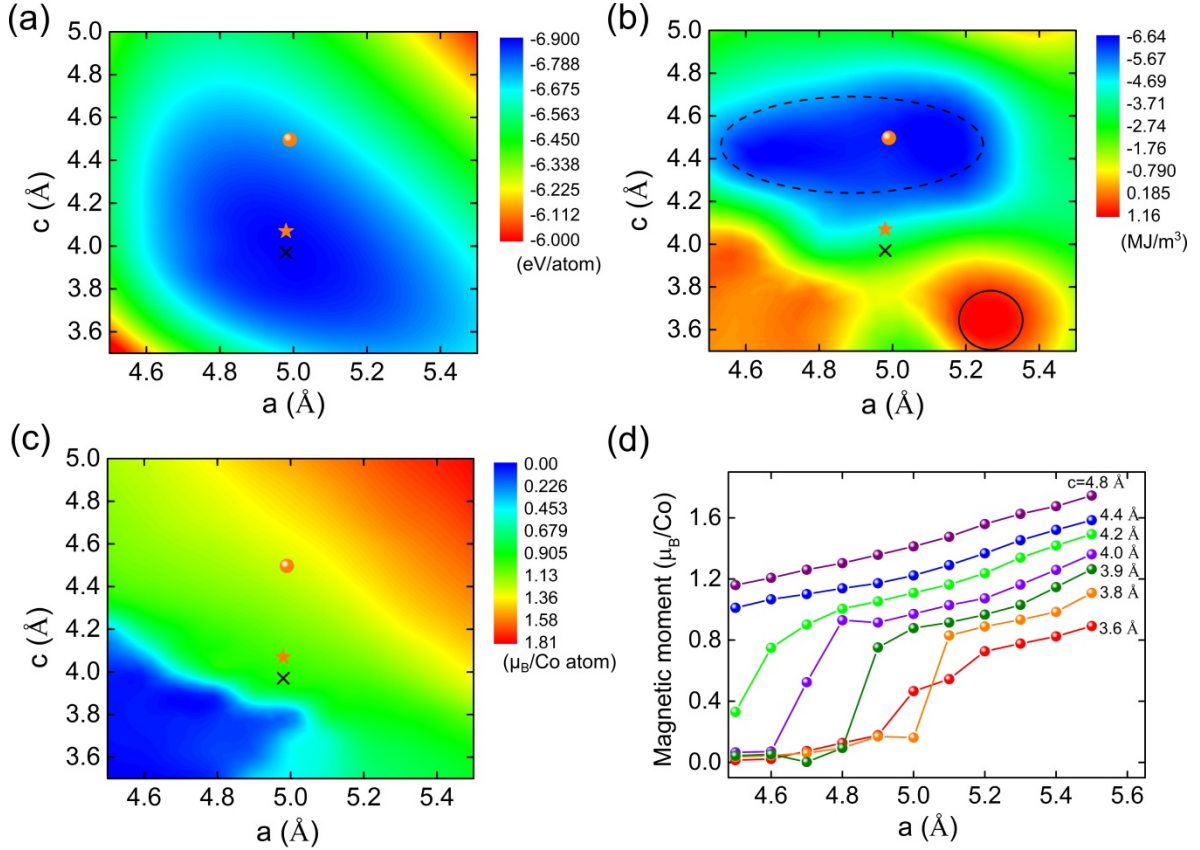 (a)
5.0
4.8
4.6
4.4
4.2
4.0
3.8
3.6
c (Å)
4.6 4.8 5.0 5.2 5.4
a (Å)
-6.900
-6.788
-6.675
-6.563
-6.450
-6.338
-6.225
-6.112
-6.000
(eV/atom)
(b)
5.0
4.8
4.6
4.4
4.2
4.0
3.8
3.6
c (Å)
4.6 4.8 5.0 5.2 5.4
a (Å)
-6.64
-5.67
-4.69
-3.71
-2.74
-1.76
-0.790
0.185
1.16
(MJ/m³)
(c)
5.0
4.8
4.6
4.4
4.2
4.0
3.8
3.6
c (Å)
4.6 4.8 5.0 5.2 5.4
a (Å)
0.00
0.226
0.453
0.679
0.905
1.13
1.36
1.58
1.81
(μB/Co atom)
(d)
1.6
1.2
0.8
0.4
0.0
Magnetic moment (μB/Co)
4.6 4.8 5.0 5.2 5.4 5.6
a (Å)
c=4.8 Å
4.4 Å
4.2 Å
4.0 Å
3.9 Å
3.8 Å
3.6 Å